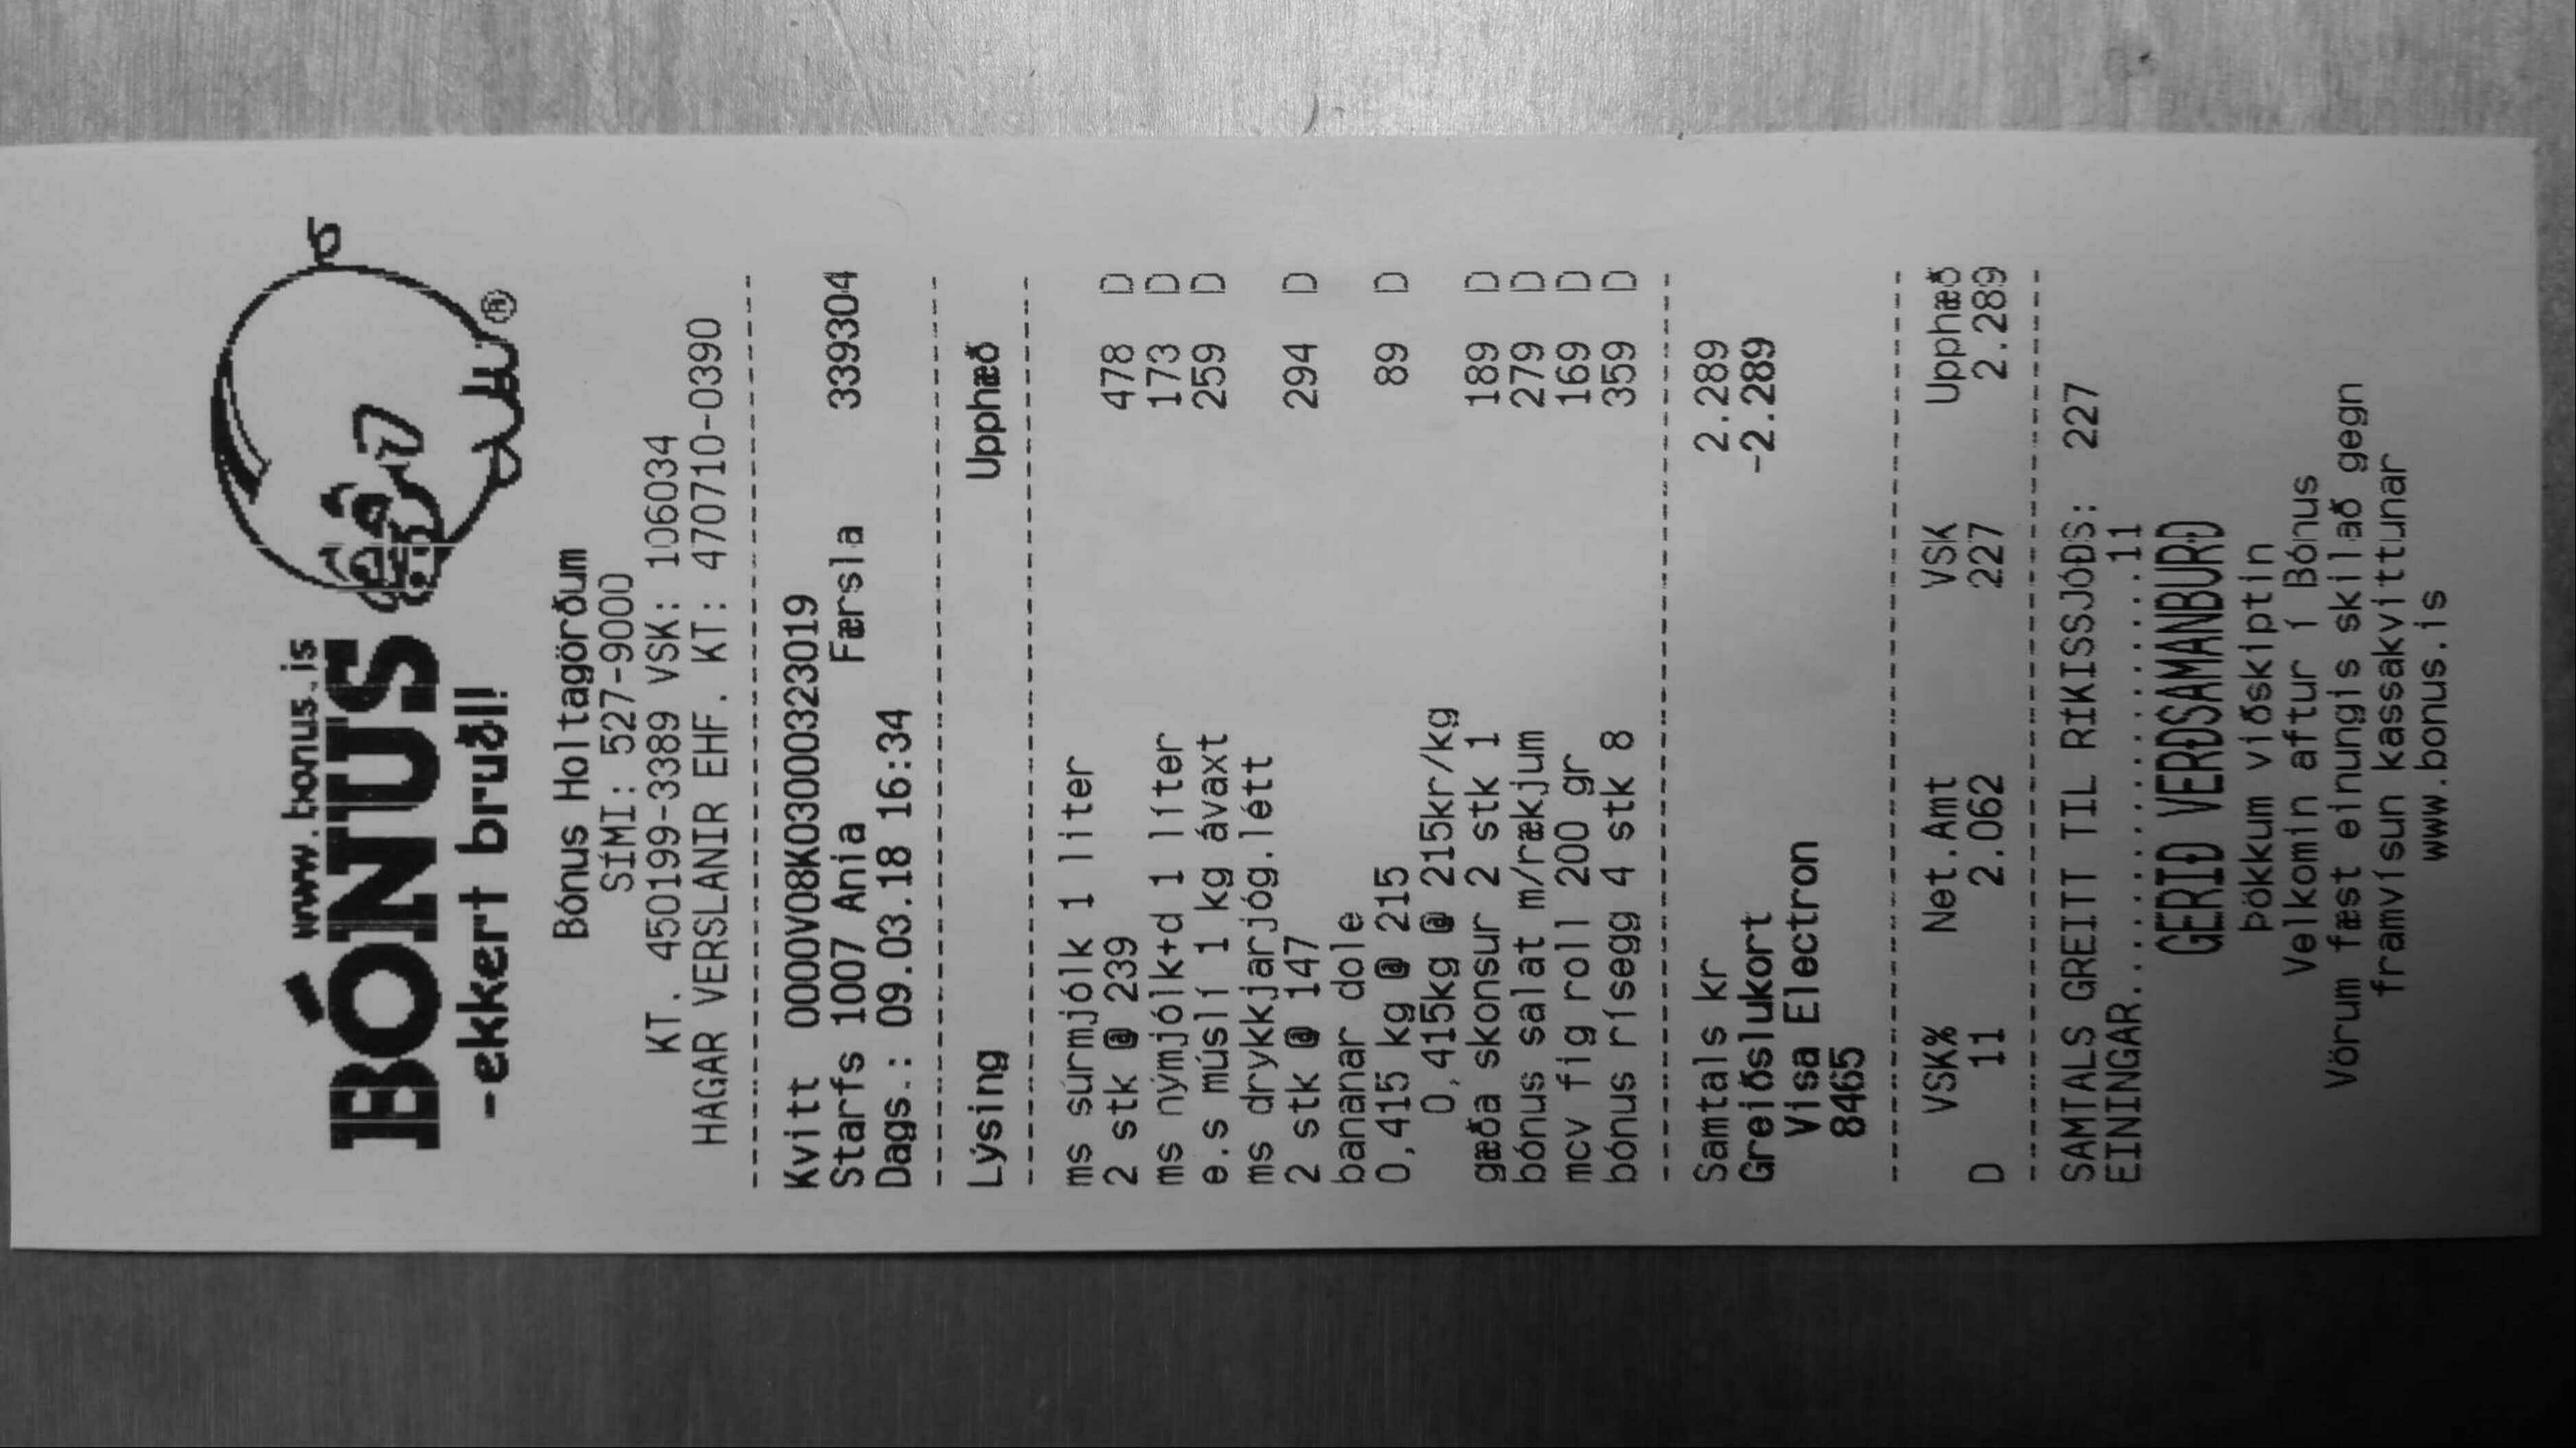 www.bonus.is
BÓNUS
-ekkert bruðl!
®
Bónus Holtagörðum
SÍMI: 527-9000
KT. 450199-3389 VSK: 106034
HAGAR VERSLANIR EHF. KT: 470710-0390
Kvitt 0000V08K030000323019
Starfs 1007 Ania Færsla 339304
Dags.: 09.03.18 16:34
Lýsing Upphæð
ms súrmjólk 1 liter
2 stk @ 239 478 D
ms nýmjólk+d 1 líter 173 D
e.s múslí 1 kg ávaxt 259 D
ms drykkjarjóg.létt
2 stk @ 147 294 D
bananar dole
0,415 kg @ 215 89 D
0,415kg @ 215kr/kg
gæða skonsur 2 stk 1 189 D
bónus salat m/rækjum 279 D
mcv fig roll 200 gr 169 D
bónus rísegg 4 stk 8 359 D
Samtals kr 2.289
Greiðslukort -2.289
Visa Electron
8465
VSK% Net.Amt VSK Upphæð
D 11 2.062 227 2.289
SAMTALS GREITT TIL RÍKISSJÓÐS: 227
EININGAR....................11
GERIÐ VERÐSAMANBURÐ
Þökkum viðskiptin
Velkomin aftur í Bónus
Vörum fæst einungis skilað gegn
framvísun kassakvittunar
www.bonus.is